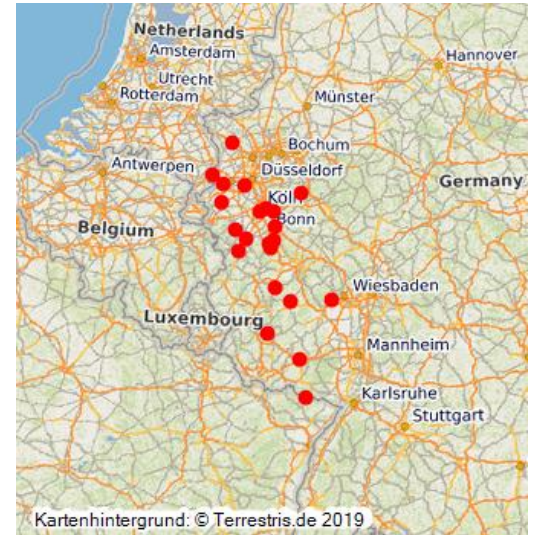 Netherlands
Amsterdam
Hannover
Utrecht
Rotterdam
Münster
Bochum
Antwerpen
Düsseldorf
Germany
Köln
Belgium
Bonn
Wiesbaden
Luxembourg
Mannheim
Karlsruhe
Stuttgart
Kartenhintergrund: © Terrestris.de 2019